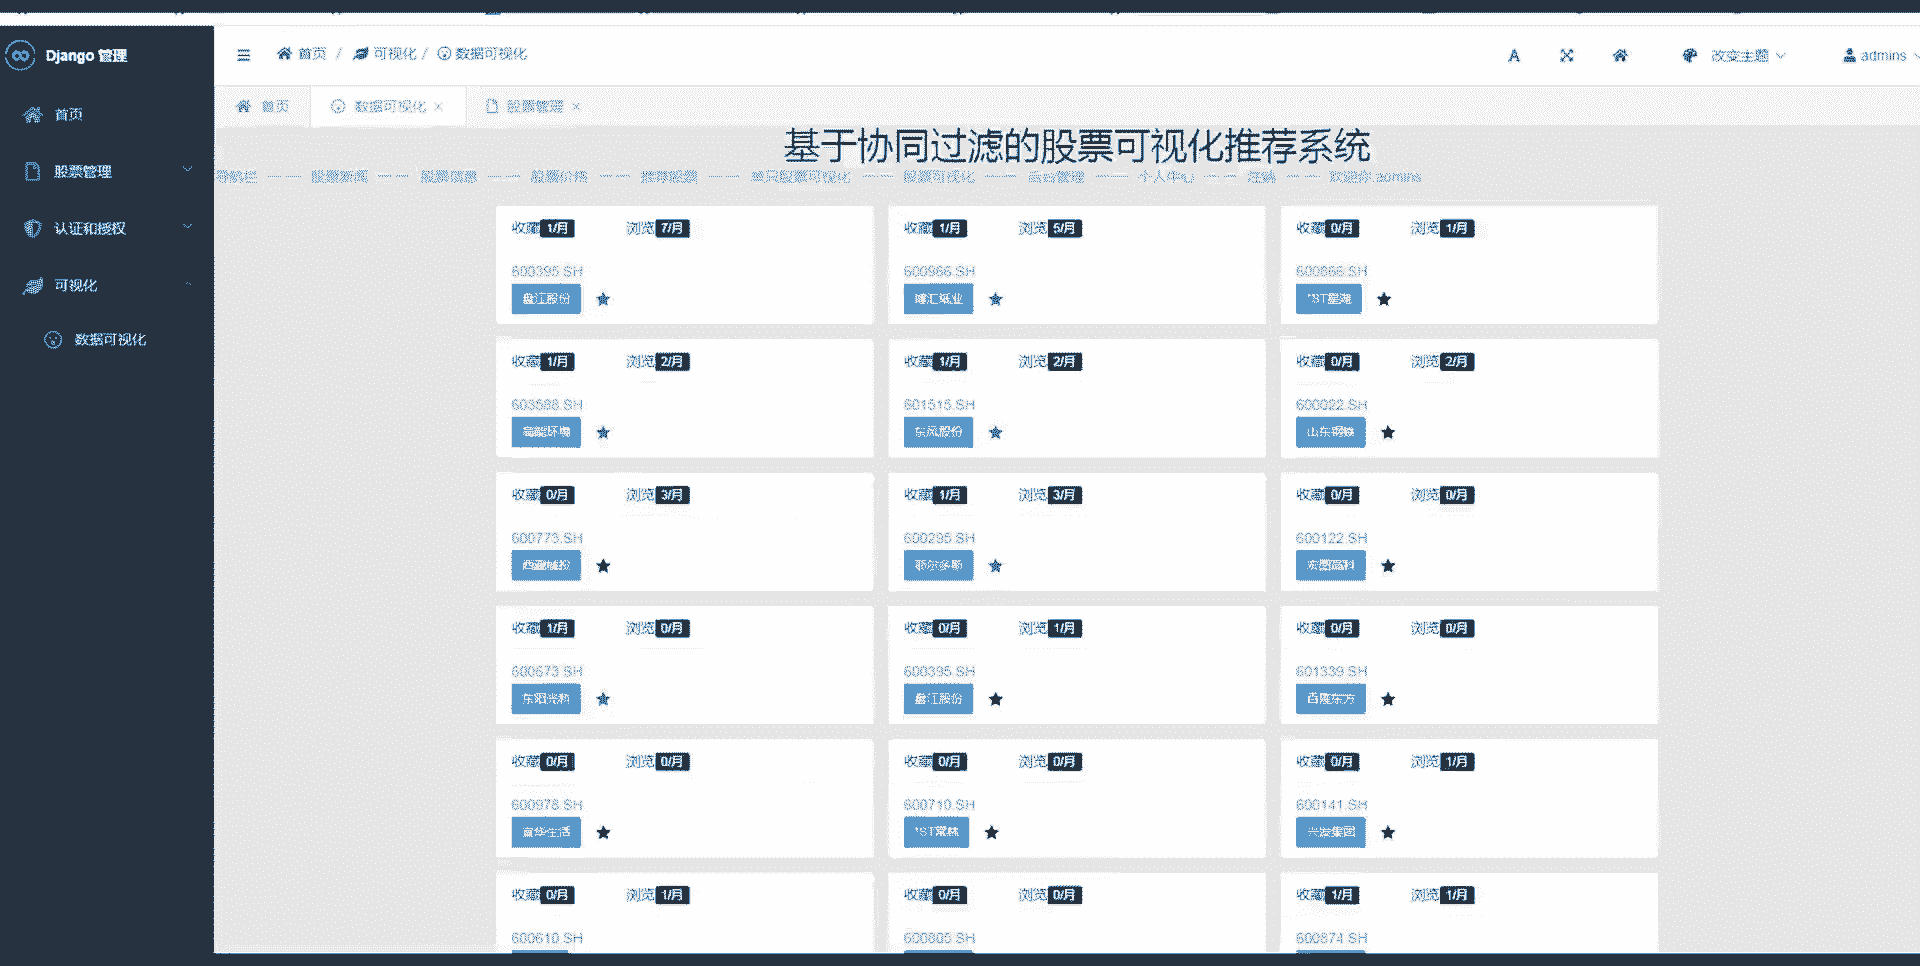 Django 管理
首页
股票管理
认证和授权
可视化
数据可视化
首页 / 可视化 / 数据可视化
改变主题
admins
首页
数据可视化 ×
股票管理 ×
基于协同过滤的股票可视化推荐系统
导航栏 —— 股票新闻 —— 股票信息 —— 股票价格 —— 推荐股票 —— 单只股票可视化 —— 股票可视化 —— 后台管理 —— 个人中心 —— 注销 —— 欢迎你 admins
收藏 1/月 浏览 7/月
600395.SH
盘江股份
收藏 1/月 浏览 5/月
600966.SH
博汇纸业
收藏 0/月 浏览 1/月
600866.SH
*ST星湖
收藏 1/月 浏览 2/月
603588.SH
高能环境
收藏 1/月 浏览 2/月
601515.SH
东风股份
收藏 0/月 浏览 2/月
600022.SH
山东钢铁
收藏 0/月 浏览 3/月
600773.SH
西藏城投
收藏 1/月 浏览 3/月
600295.SH
鄂尔多斯
收藏 0/月 浏览 0/月
600122.SH
宏图高科
收藏 1/月 浏览 0/月
600673.SH
东阳光科
收藏 0/月 浏览 1/月
600395.SH
盘江股份
收藏 0/月 浏览 0/月
601339.SH
百隆东方
收藏 0/月 浏览 0/月
600978.SH
宜华生活
收藏 0/月 浏览 0/月
600710.SH
*ST常林
收藏 0/月 浏览 1/月
600141.SH
兴发集团
收藏 0/月 浏览 1/月
600610.SH
收藏 0/月 浏览 0/月
600805.SH
收藏 1/月 浏览 1/月
600874.SH